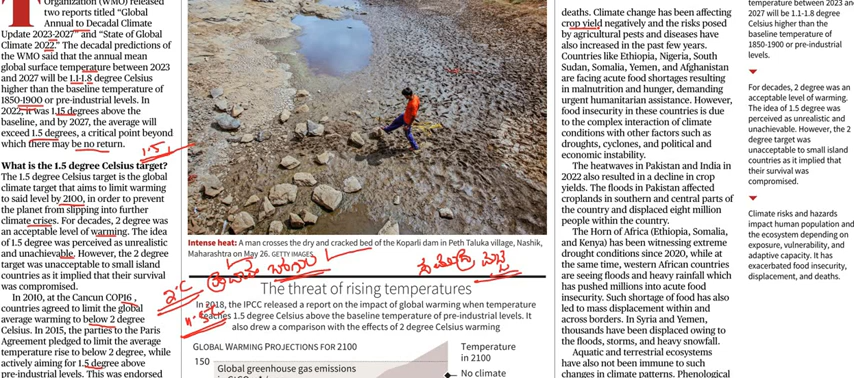 Organization (WMO) released
two reports titled “Global
Annual to Decadal Climate
Update 2023-2027” and “State of Global
Climate 2022.” The decadal predictions of
the WMO said that the annual mean
global surface temperature between 2023
and 2027 will be 1.1-1.8 degree Celsius
higher than the baseline temperature of
1850-1900 or pre-industrial levels. In
2022, it was 1.15 degrees above the
baseline, and by 2027, the average will
exceed 1.5 degrees, a critical point beyond
which there may be no return.
1.5
What is the 1.5 degree Celsius target?
The 1.5 degree Celsius target is the global
climate target that aims to limit warming
to said level by 2100, in order to prevent
the planet from slipping into further
climate crises. For decades, 2 degree was
an acceptable level of warming. The idea
of 1.5 degree was perceived as unrealistic
and unachievable. However, the 2 degree
target was unacceptable to small island
countries as it implied that their survival
was compromised.
In 2010, at the Cancun COP16,
countries agreed to limit the global
average warming to below 2 degree
Celsius. In 2015, the parties to the Paris
Agreement pledged to limit the average
temperature rise to below 2 degree, while
actively aiming for 1.5 degree above
pre-industrial levels. This was endorsed
Intense heat: A man crosses the dry and cracked bed of the Koparli dam in Peth Taluka village, Nashik,
Maharashtra on May 26. GETTY IMAGES
2°C
The threat of rising temperatures
In 2018, the IPCC released a report on the impact of global warming when temperature
reaches 1.5 degree Celsius above the baseline temperature of pre-industrial levels. It
also drew a comparison with the effects of 2 degree Celsius warming
GLOBAL WARMING PROJECTIONS FOR 2100
150
Global greenhouse gas emissions
Temperature
in 2100
No climate
deaths. Climate change has been affecting
crop yield negatively and the risks posed
by agricultural pests and diseases have
also increased in the past few years.
Countries like Ethiopia, Nigeria, South
Sudan, Somalia, Yemen, and Afghanistan
are facing acute food shortages resulting
in malnutrition and hunger, demanding
urgent humanitarian assistance. However,
food insecurity in these countries is due
to the complex interaction of climate
conditions with other factors such as
droughts, cyclones, and political and
economic instability.
The heatwaves in Pakistan and India in
2022 also resulted in a decline in crop
yields. The floods in Pakistan affected
croplands in southern and central parts of
the country and displaced eight million
people within the country.
The Horn of Africa (Ethiopia, Somalia,
and Kenya) has been witnessing extreme
drought conditions since 2020, while at
the same time, western African countries
are seeing floods and heavy rainfall which
has pushed millions into acute food
insecurity. Such shortage of food has also
led to mass displacement within and
across borders. In Syria and Yemen,
thousands have been displaced owing to
the floods, storms, and heavy snowfall.
Aquatic and terrestrial ecosystems
have also not been immune to such
changes in climate patterns. Phenological
temperature between 2023 and
2027 will be 1.1-1.8 degree
Celsius higher than the
baseline temperature of
1850-1900 or pre-industrial
levels.
For decades, 2 degree was an
acceptable level of warming.
The idea of 1.5 degree was
perceived as unrealistic and
unachievable. However, the 2
degree target was
unacceptable to small island
countries as it implied that
their survival was
compromised.
Climate risks and hazards
impact human population and
the ecosystem depending on
exposure, vulnerability, and
adaptive capacity. It has
exacerbated food insecurity,
displacement, and deaths.